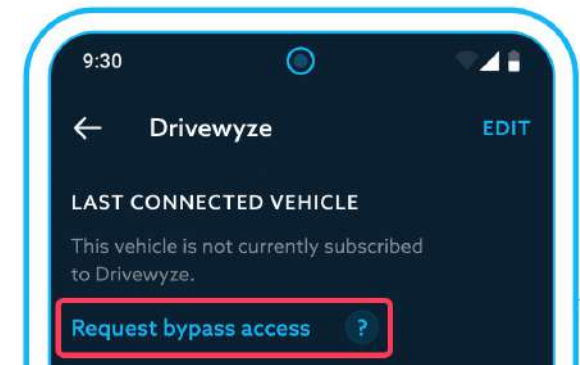 9:30
Drivewyze
EDIT
LAST CONNECTED VEHICLE
This vehicle is not currently subscribed
to Drivewyze.
Request bypass access ?